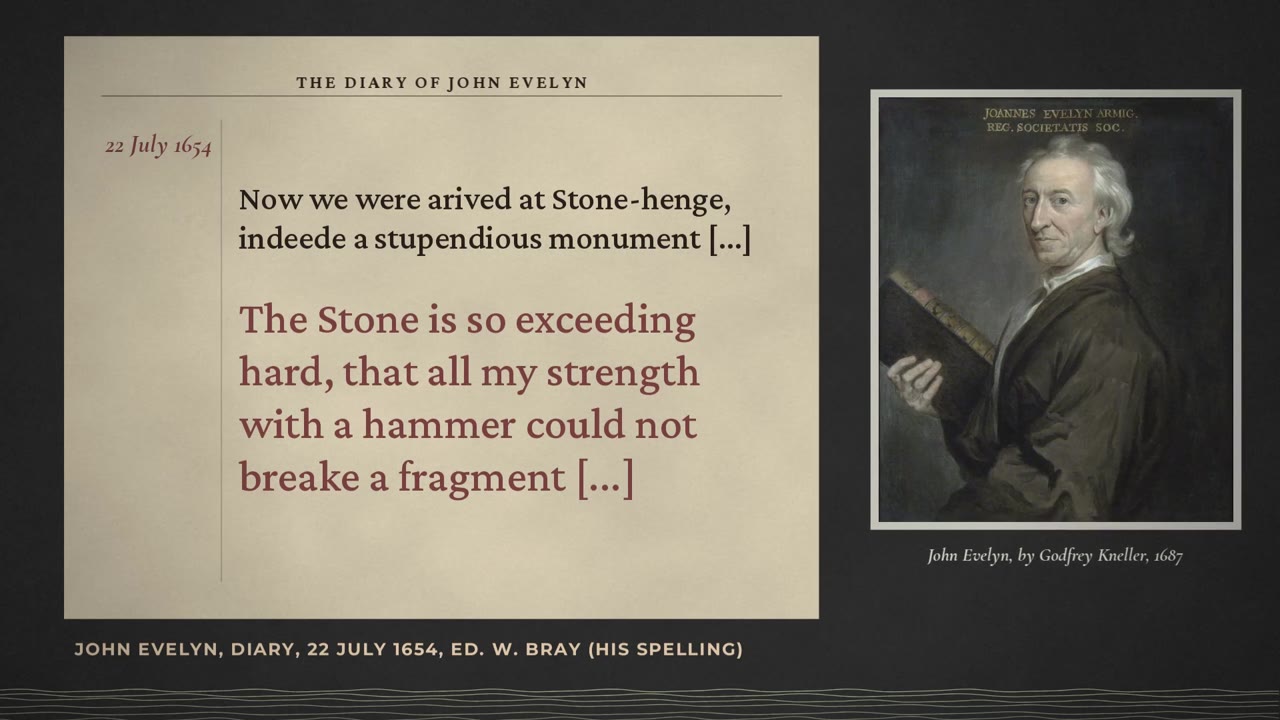 THE DIARY OF JOHN EVELYN
22 July 1654
Now we were arived at Stone-henge,
indeede a stupendious monument [...]
The Stone is so exceeding
hard, that all my strength
with a hammer could not
breake a fragment [...]
JOHN EVELYN, DIARY, 22 JULY 1654, ED. W. BRAY (HIS SPELLING)
JOANNES EVELYN ARMIG.
REG. SOCIETATIS SOC.
John Evelyn, by Godfrey Kneller, 1687